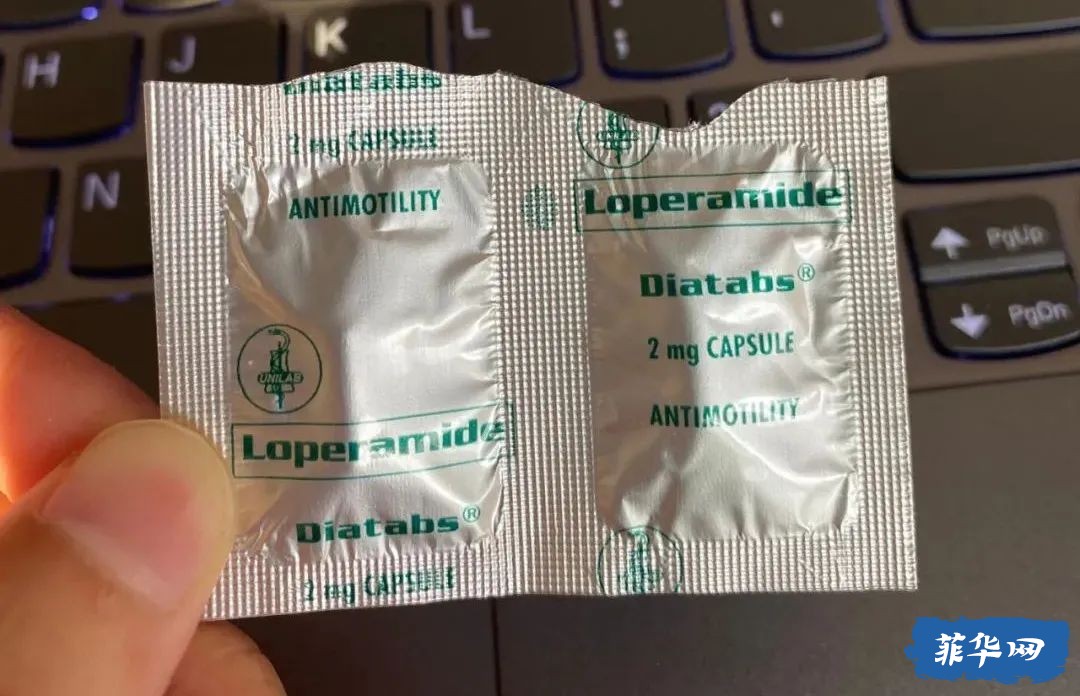 H
J
K
L
:
;
N
PgUp
PgDn
2 mg CAPSULE
ANTIMOTILITY
UNILAB
Loperamide
Diatabs®
2 mg CAPSULE
Loperamide
Diatabs®
2 mg CAPSULE
ANTIMOTILITY
菲华网